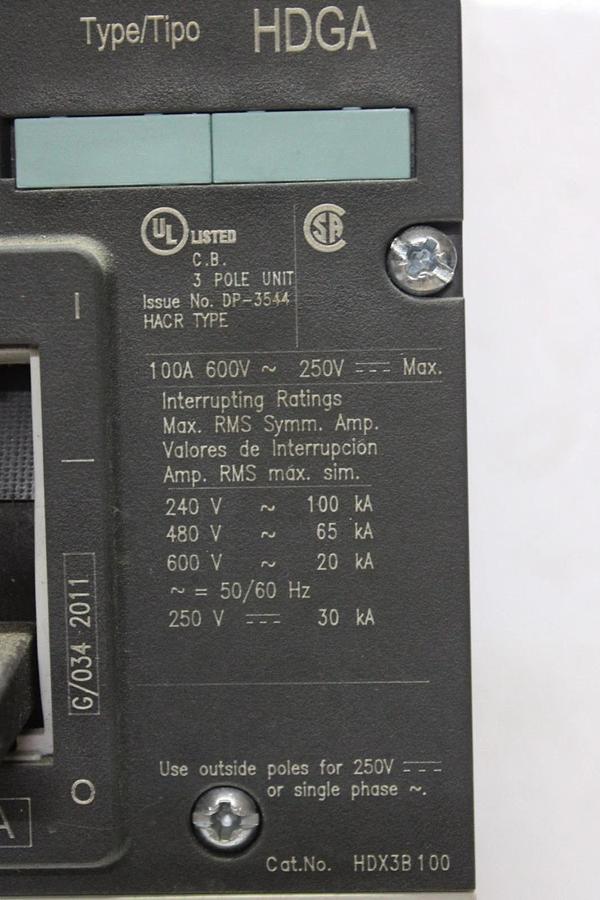 Type/Tipo HDGA
UL LISTED
SA
C.B.
3 POLE UNIT
Issue No. DP-3544
HACR TYPE
100A 600V ~ 250V ⎓ Max.
Interrupting Ratings
Max. RMS Symm. Amp.
Valores de Interrupción
Amp. RMS máx. sim.
240 V ~ 100 kA
480 V ~ 65 kA
600 V ~ 20 kA
~ = 50/60 Hz
250 V ⎓ 30 kA
I
G/034 2011
O
A
Use outside poles for 250V ⎓
or single phase ~.
Cat.No. HDX3B100